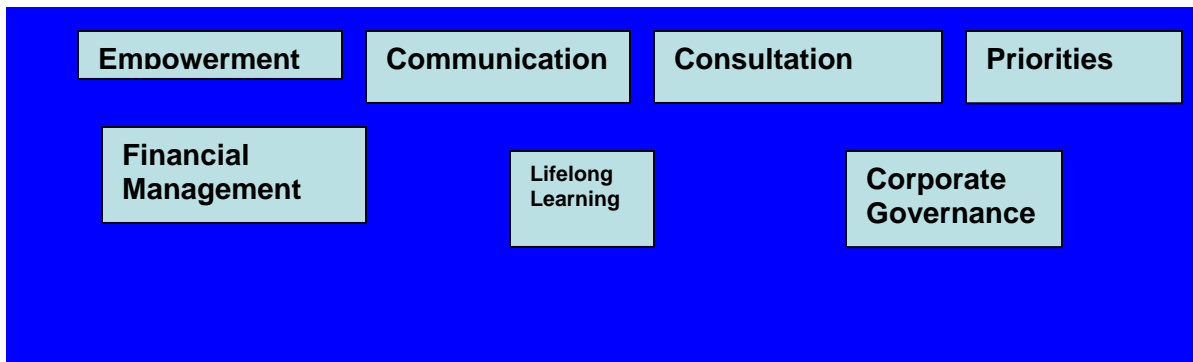 Empowerment
Communication
Consultation
Priorities
Financial
Management
Lifelong
Learning
Corporate
Governance